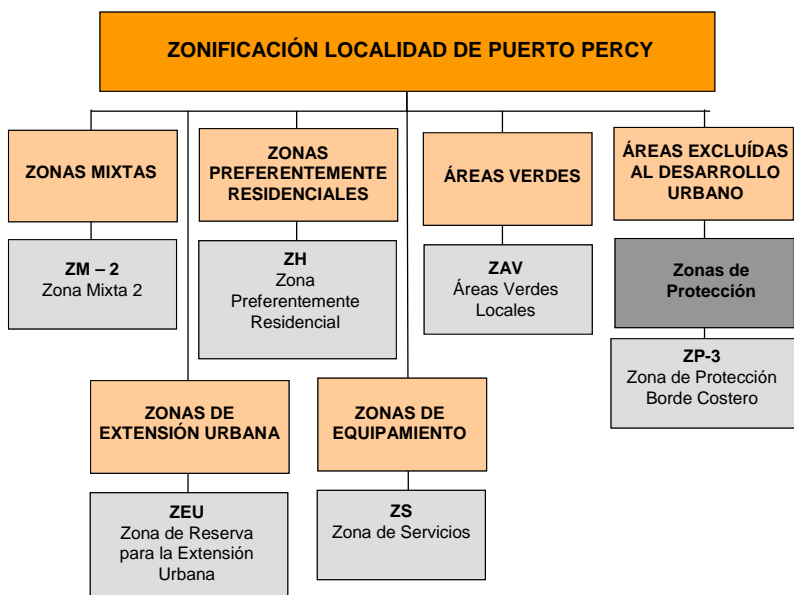 ZONIFICACIÓN LOCALIDAD DE PUERTO PERCY
ZONAS MIXTAS
ZM – 2
Zona Mixta 2
ZONAS
PREFERENTEMENTE
RESIDENCIALES
ZH
Zona
Preferentemente
Residencial
ÁREAS VERDES
ZAV
Áreas Verdes
Locales
ÁREAS EXCLUÍDAS
AL DESARROLLO
URBANO
Zonas de
Protección
ZP-3
Zona de Protección
Borde Costero
ZONAS DE
EXTENSIÓN URBANA
ZEU
Zona de Reserva
para la Extensión
Urbana
ZONAS DE
EQUIPAMIENTO
ZS
Zona de Servicios